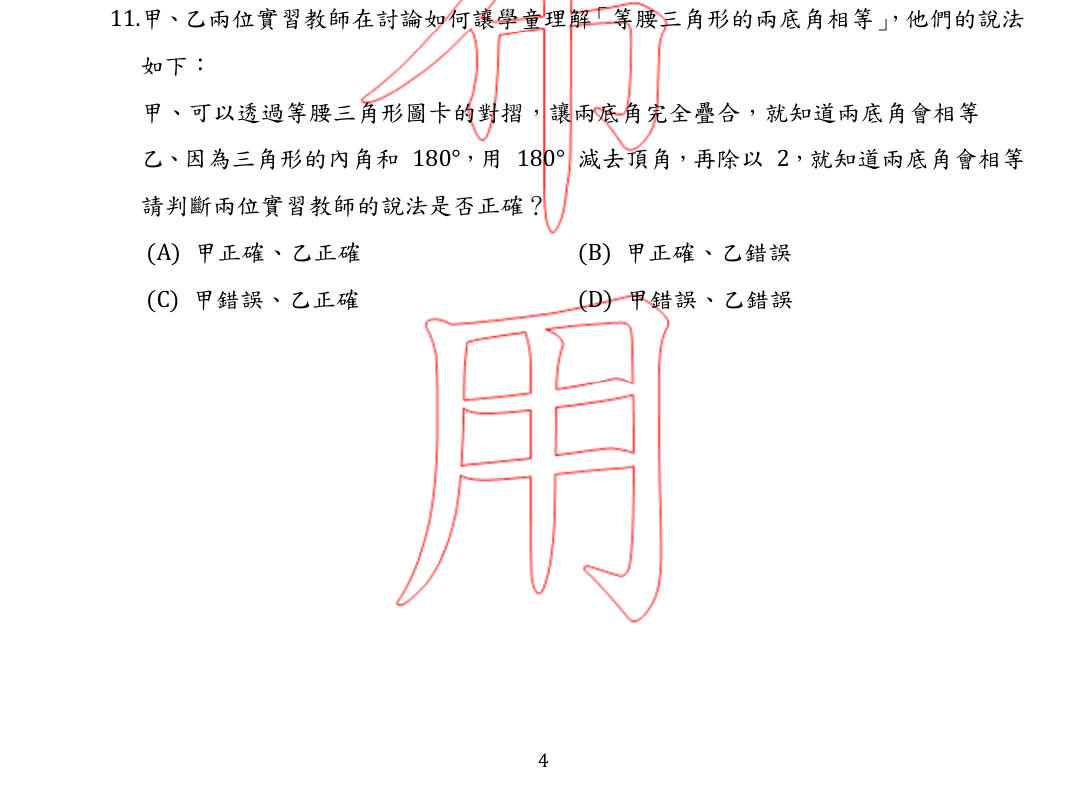 11.甲、乙兩位實習教師在討論如何讓學童理解「等腰三角形的兩底角相等」，他們的說法
如下：
甲、可以透過等腰三角形圖卡的對摺，讓兩底角完全疊合，就知道兩底角會相等
乙、因為三角形的內角和 180°，用 180° 減去頂角，再除以 2，就知道兩底角會相等
請判斷兩位實習教師的說法是否正確？
(A) 甲正確、乙正確 (B) 甲正確、乙錯誤
(C) 甲錯誤、乙正確 (D) 甲錯誤、乙錯誤
布
用
4